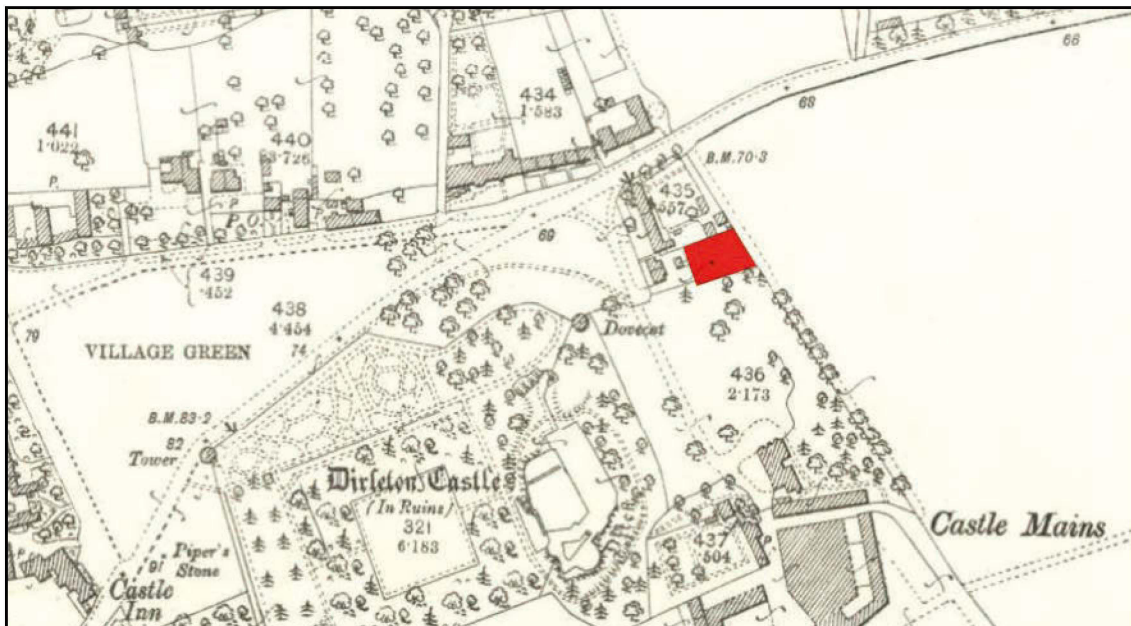 66
68
434
1·583
441
1·022
440
3·726
B.M.70·3
435
·557
P.
P
P.O.
P
69
439
·452
438
4·454
79
VILLAGE GREEN
74
Dovecot
436
2·173
B.M.83·2
82
Tower
Dirleton Castle
(In Ruins)
321
6·183
Castle Mains
437
·504
P
Piper's
Stone
91
Castle
Inn
P